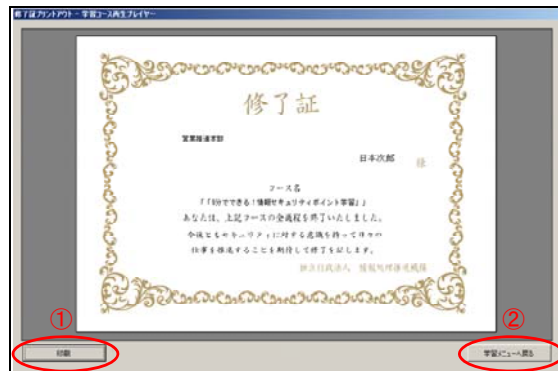 修了証プリントアウト - 学習コース再生プレイヤー
修了証
営業推進本部
日本次郎 様
コース名
「「5分でできる！情報セキュリティポイント学習」」
あなたは、上記コースの全過程を終了いたしました。
今後ともセキュリティに対する意識を持って日々の
仕事を推進することを期待して修了を記します。
独立行政法人 情報処理推進機構
①
②
印刷
学習メニューへ戻る